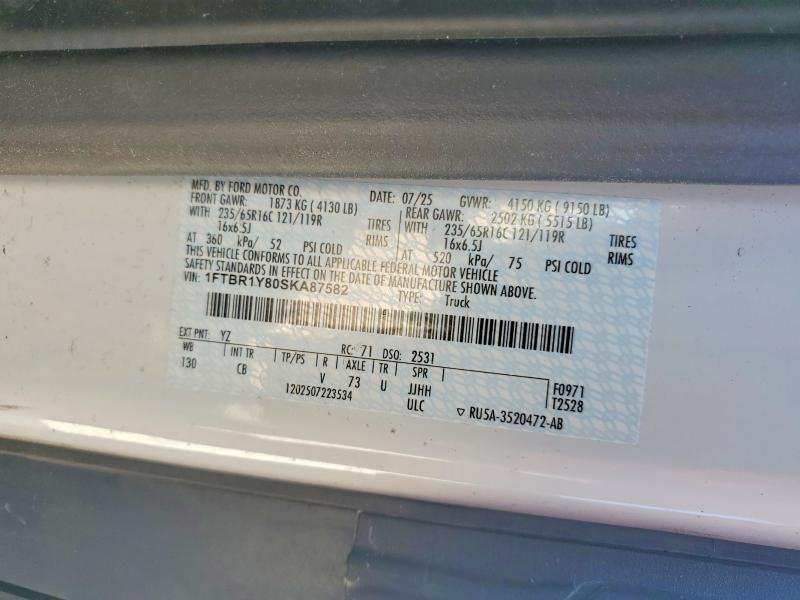 MFD. BY FORD MOTOR CO. DATE: 07/25 GVWR: 4150 KG ( 9150 LB)
FRONT GAWR: 1873 KG ( 4130 LB) REAR GAWR: 2502 KG ( 5515 LB)
WITH 235/65R16C 121/119R TIRES WITH 235/65R16C 121/119R TIRES
16x6.5J RIMS 16x6.5J RIMS
AT 360 kPa/ 52 PSI COLD AT 520 kPa/ 75 PSI COLD
THIS VEHICLE CONFORMS TO ALL APPLICABLE FEDERAL MOTOR VEHICLE
SAFETY STANDARDS IN EFFECT ON THE DATE OF MANUFACTURE SHOWN ABOVE.
VIN: 1FTBR1Y80SKA87582 TYPE: Truck
EXT PNT: YZ RC: 71 DSO: 2531
WB INT TR TP/PS R AXLE TR SPR F0971
130 CB V 73 U JJHH T2528
1202507223534 ULC RU5A-3520472-AB